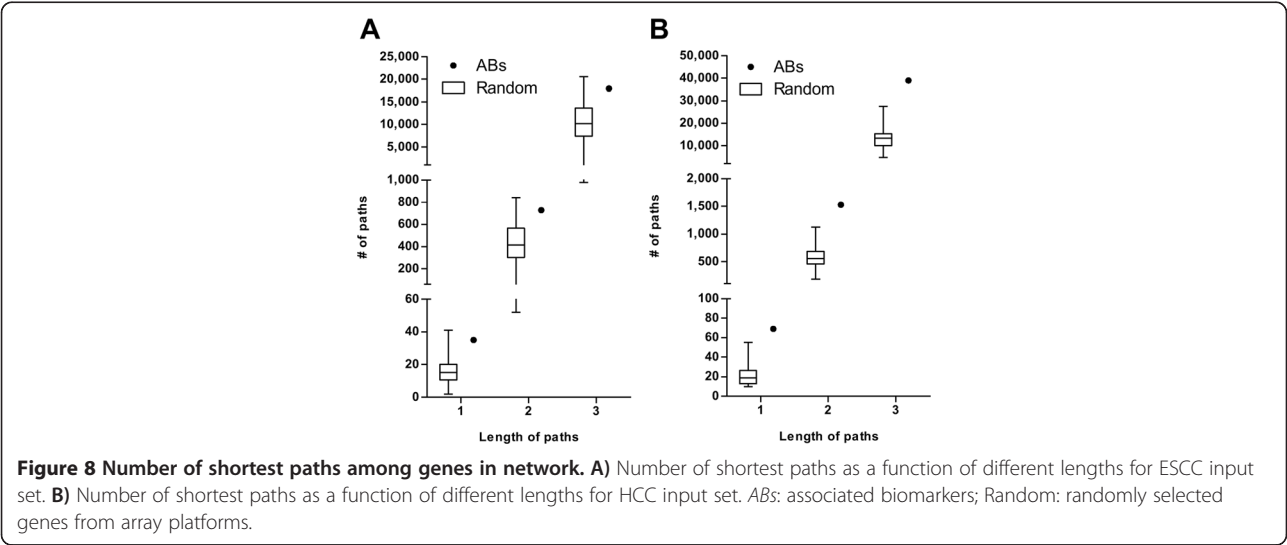 A
25,000
20,000
15,000
10,000
5,000
1,000
800
600
400
200
60
40
20
0
# of paths
ABs
Random
1 2 3
Length of paths
B
50,000
40,000
30,000
20,000
10,000
2,000
1,500
1,000
500
100
80
60
40
20
0
# of paths
ABs
Random
1 2 3
Length of paths
Figure 8 Number of shortest paths among genes in network. A) Number of shortest paths as a function of different lengths for ESCC input
set. B) Number of shortest paths as a function of different lengths for HCC input set. ABs: associated biomarkers; Random: randomly selected
genes from array platforms.